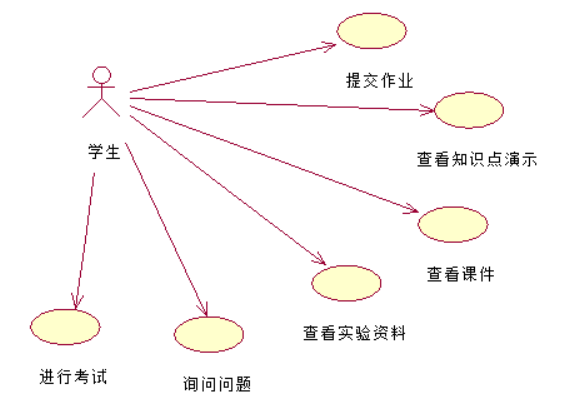 提交作业
学生
查看知识点演示
查看课件
查看实验资料
进行考试
询问问题